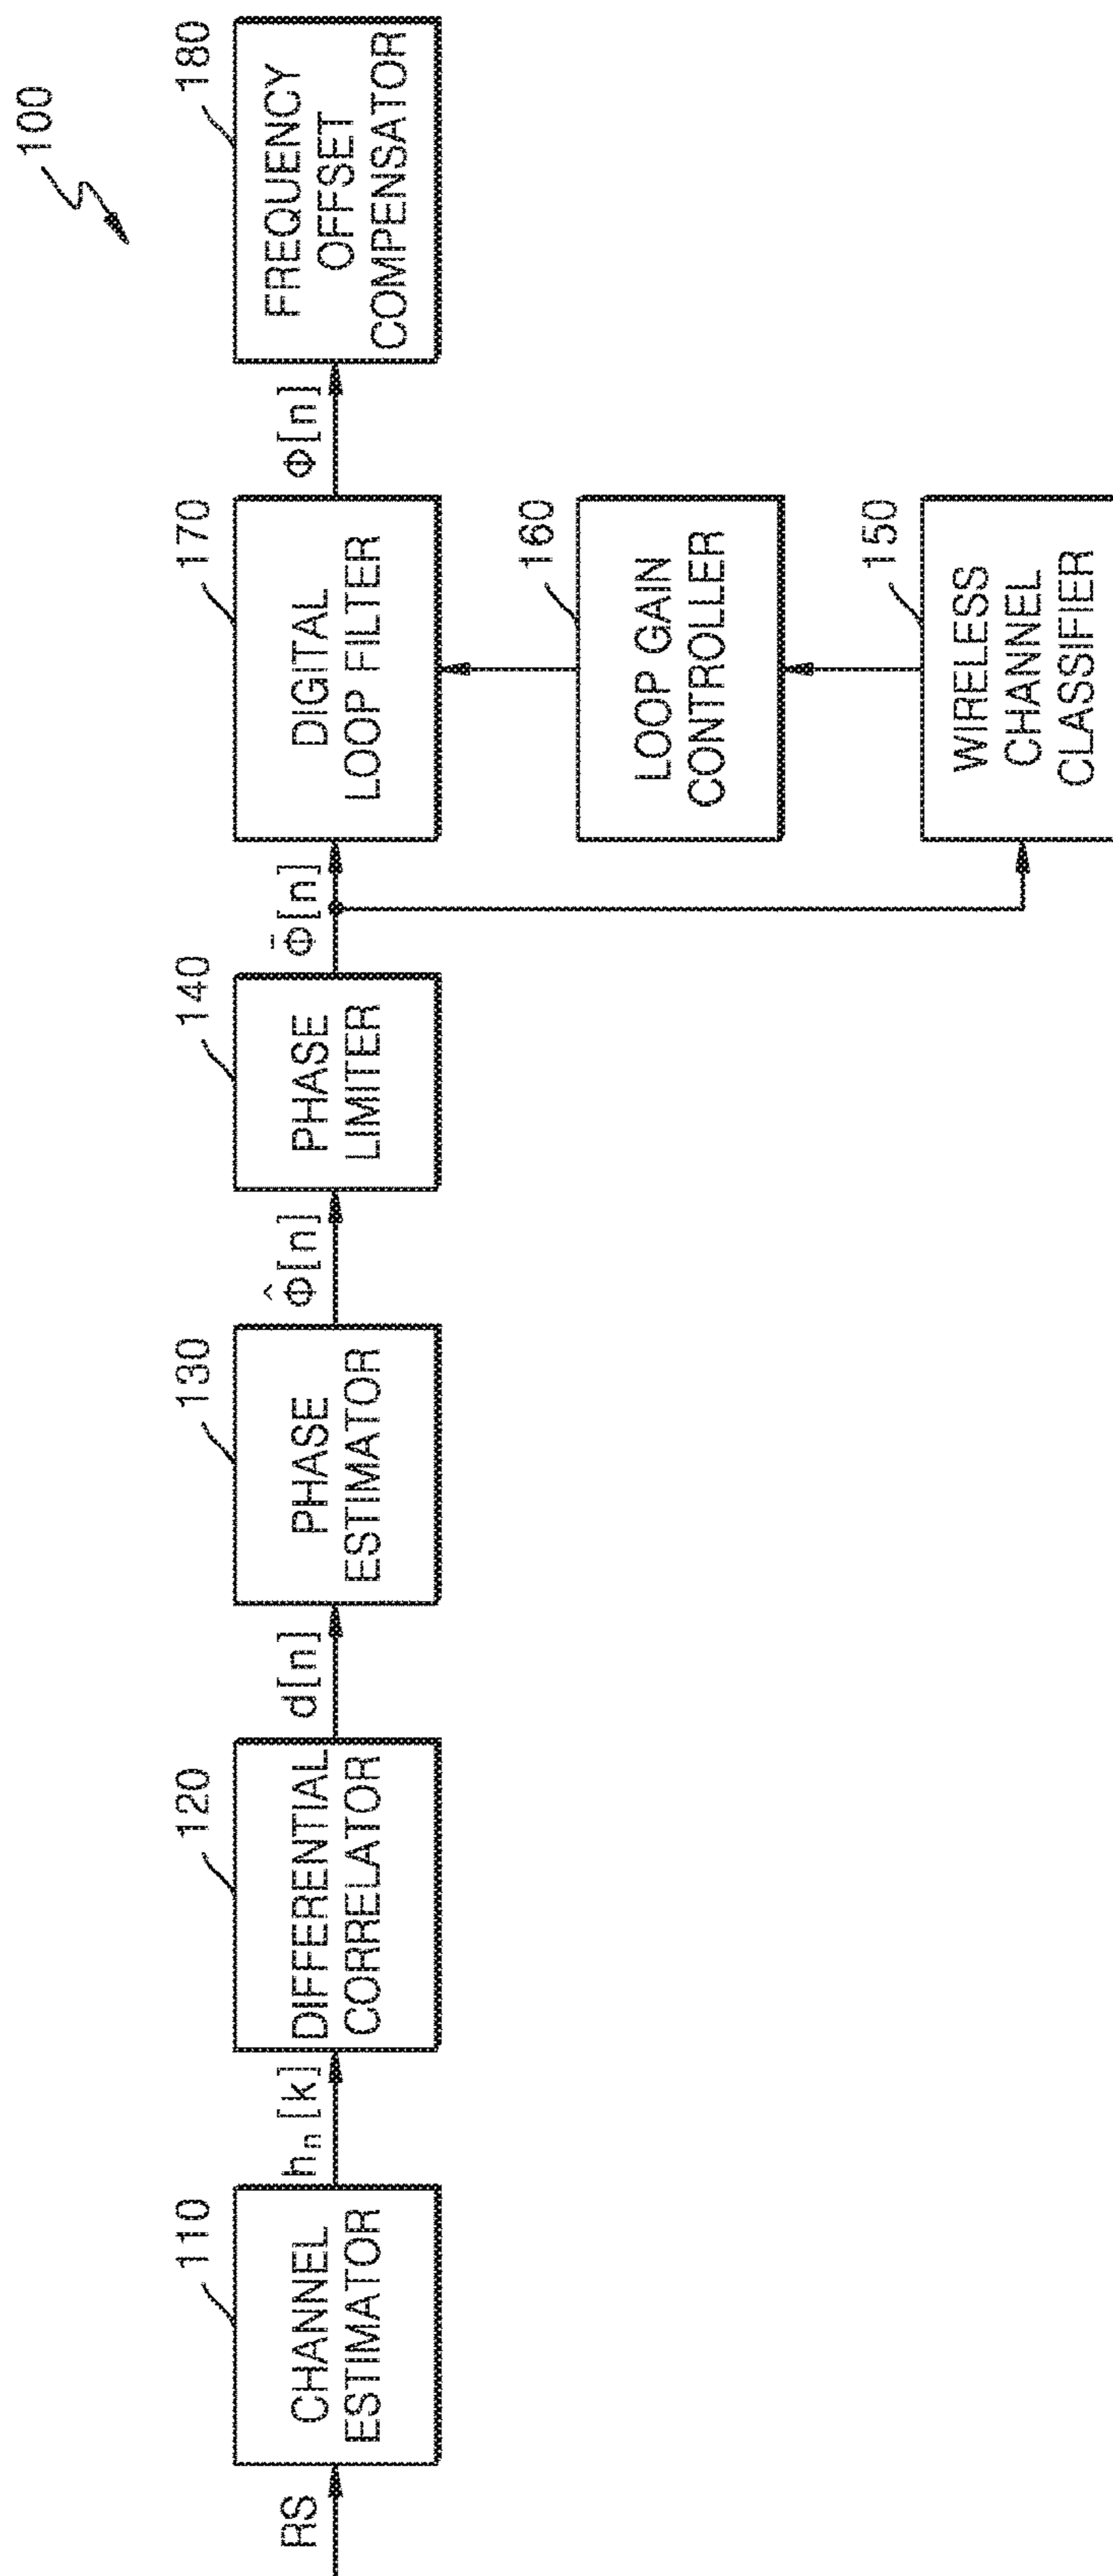 100
RS
110
CHANNEL
ESTIMATOR
hₙ[k]
120
DIFFERENTIAL
CORRELATOR
d[n]
130
PHASE
ESTIMATOR
Φ̂[n]
140
PHASE
LIMITER
Φ̄[n]
170
DIGITAL
LOOP FILTER
Φ[n]
180
FREQUENCY
OFFSET
COMPENSATOR
160
LOOP GAIN
CONTROLLER
150
WIRELESS
CHANNEL
CLASSIFIER